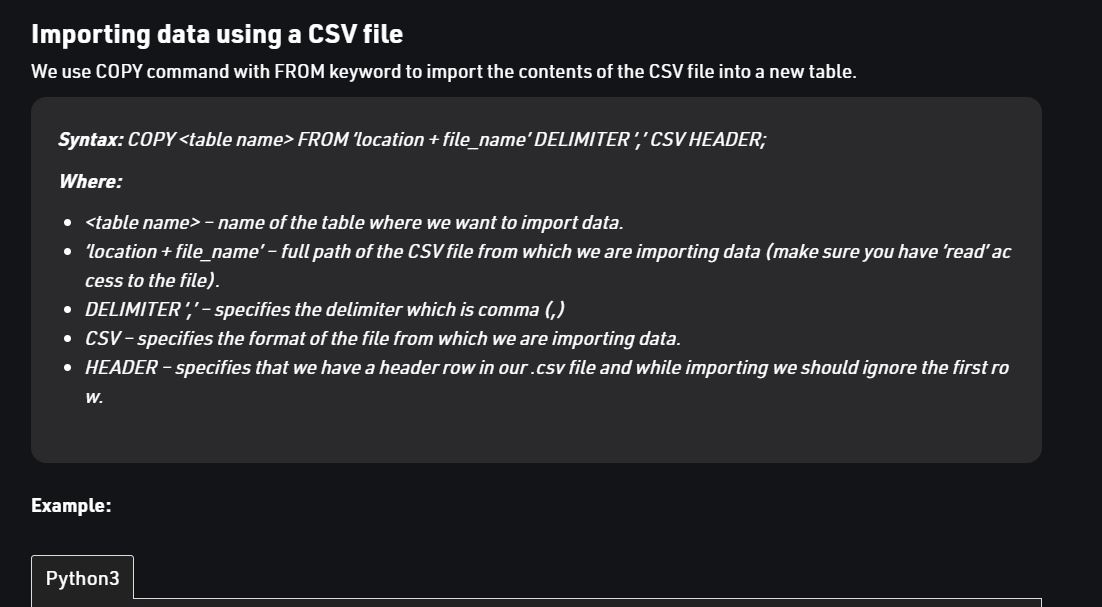 Importing data using a CSV file
We use COPY command with FROM keyword to import the contents of the CSV file into a new table.
Syntax: COPY <table name> FROM ‘location + file_name’ DELIMITER ‘,’ CSV HEADER;
Where:
• <table name> – name of the table where we want to import data.
• ‘location + file_name’ – full path of the CSV file from which we are importing data (make sure you have ‘read’ ac
cess to the file).
• DELIMITER ‘,’ – specifies the delimiter which is comma (,)
• CSV – specifies the format of the file from which we are importing data.
• HEADER – specifies that we have a header row in our .csv file and while importing we should ignore the first ro
w.
Example:
Python3